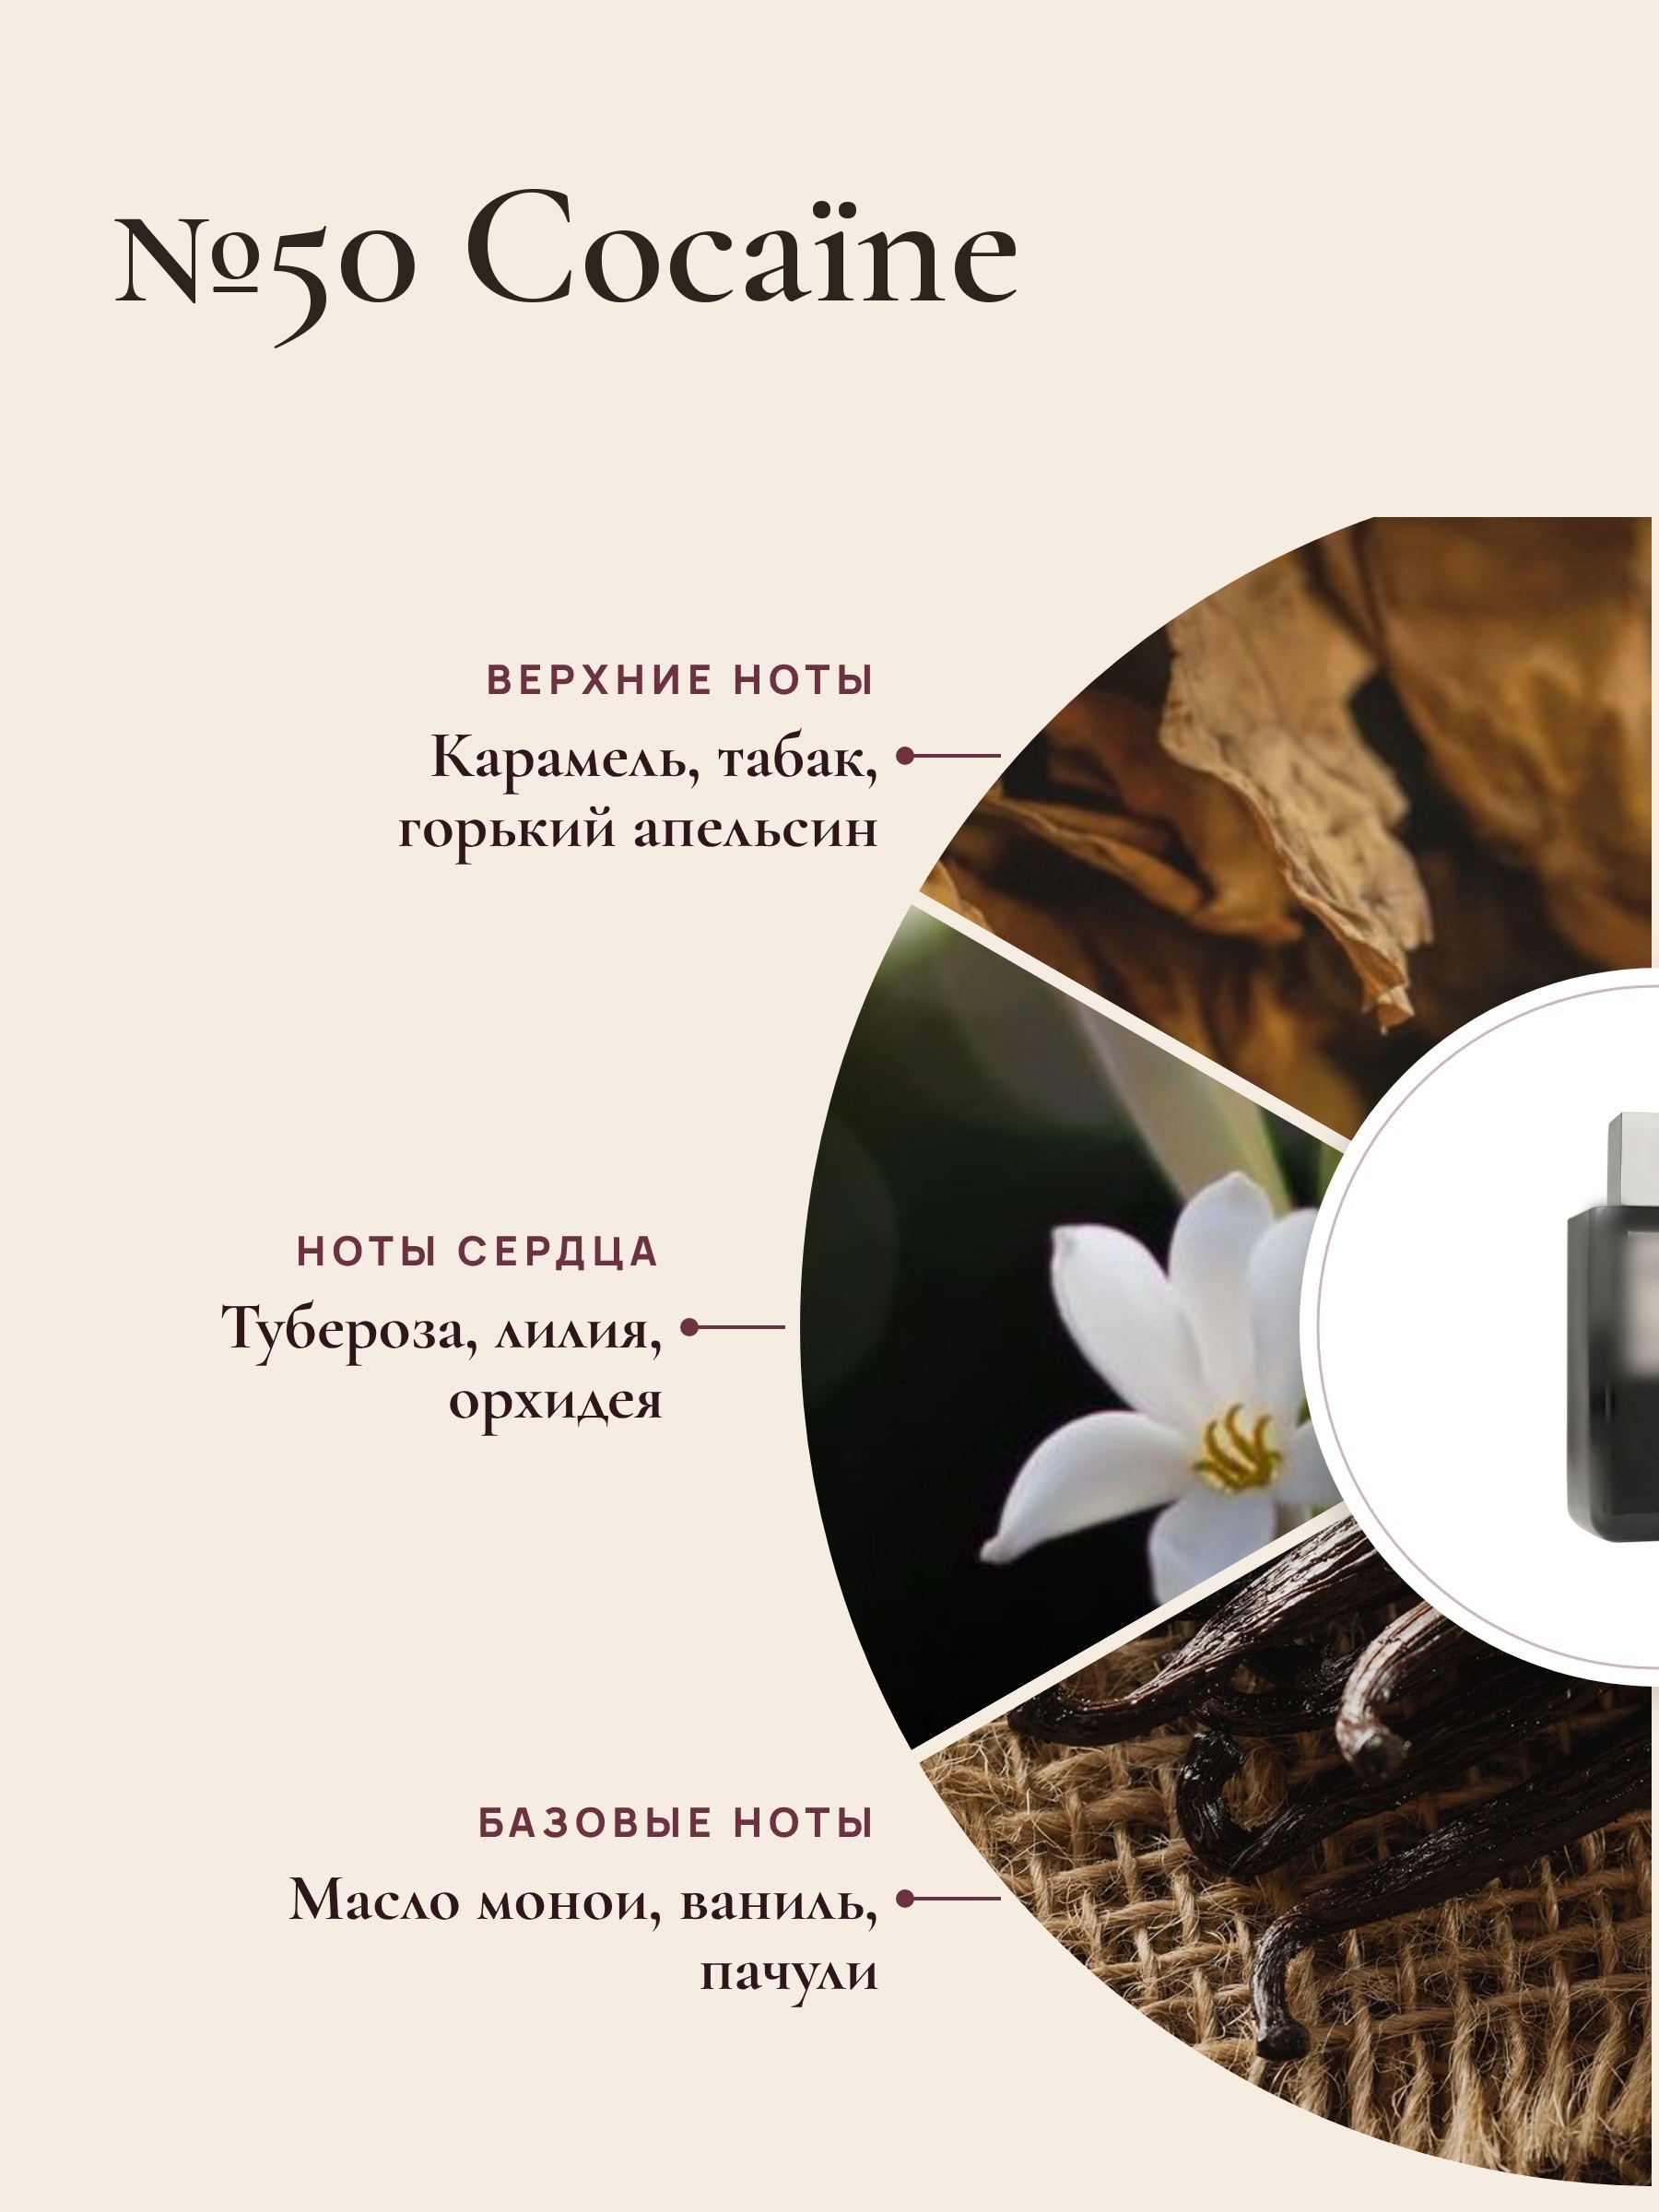 №50 Cocaïne
ВЕРХНИЕ НОТЫ
Карамель, табак,
горький апельсин
НОТЫ СЕРДЦА
Тубероза, лилия,
орхидея
БАЗОВЫЕ НОТЫ
Масло монои, ваниль,
пачули